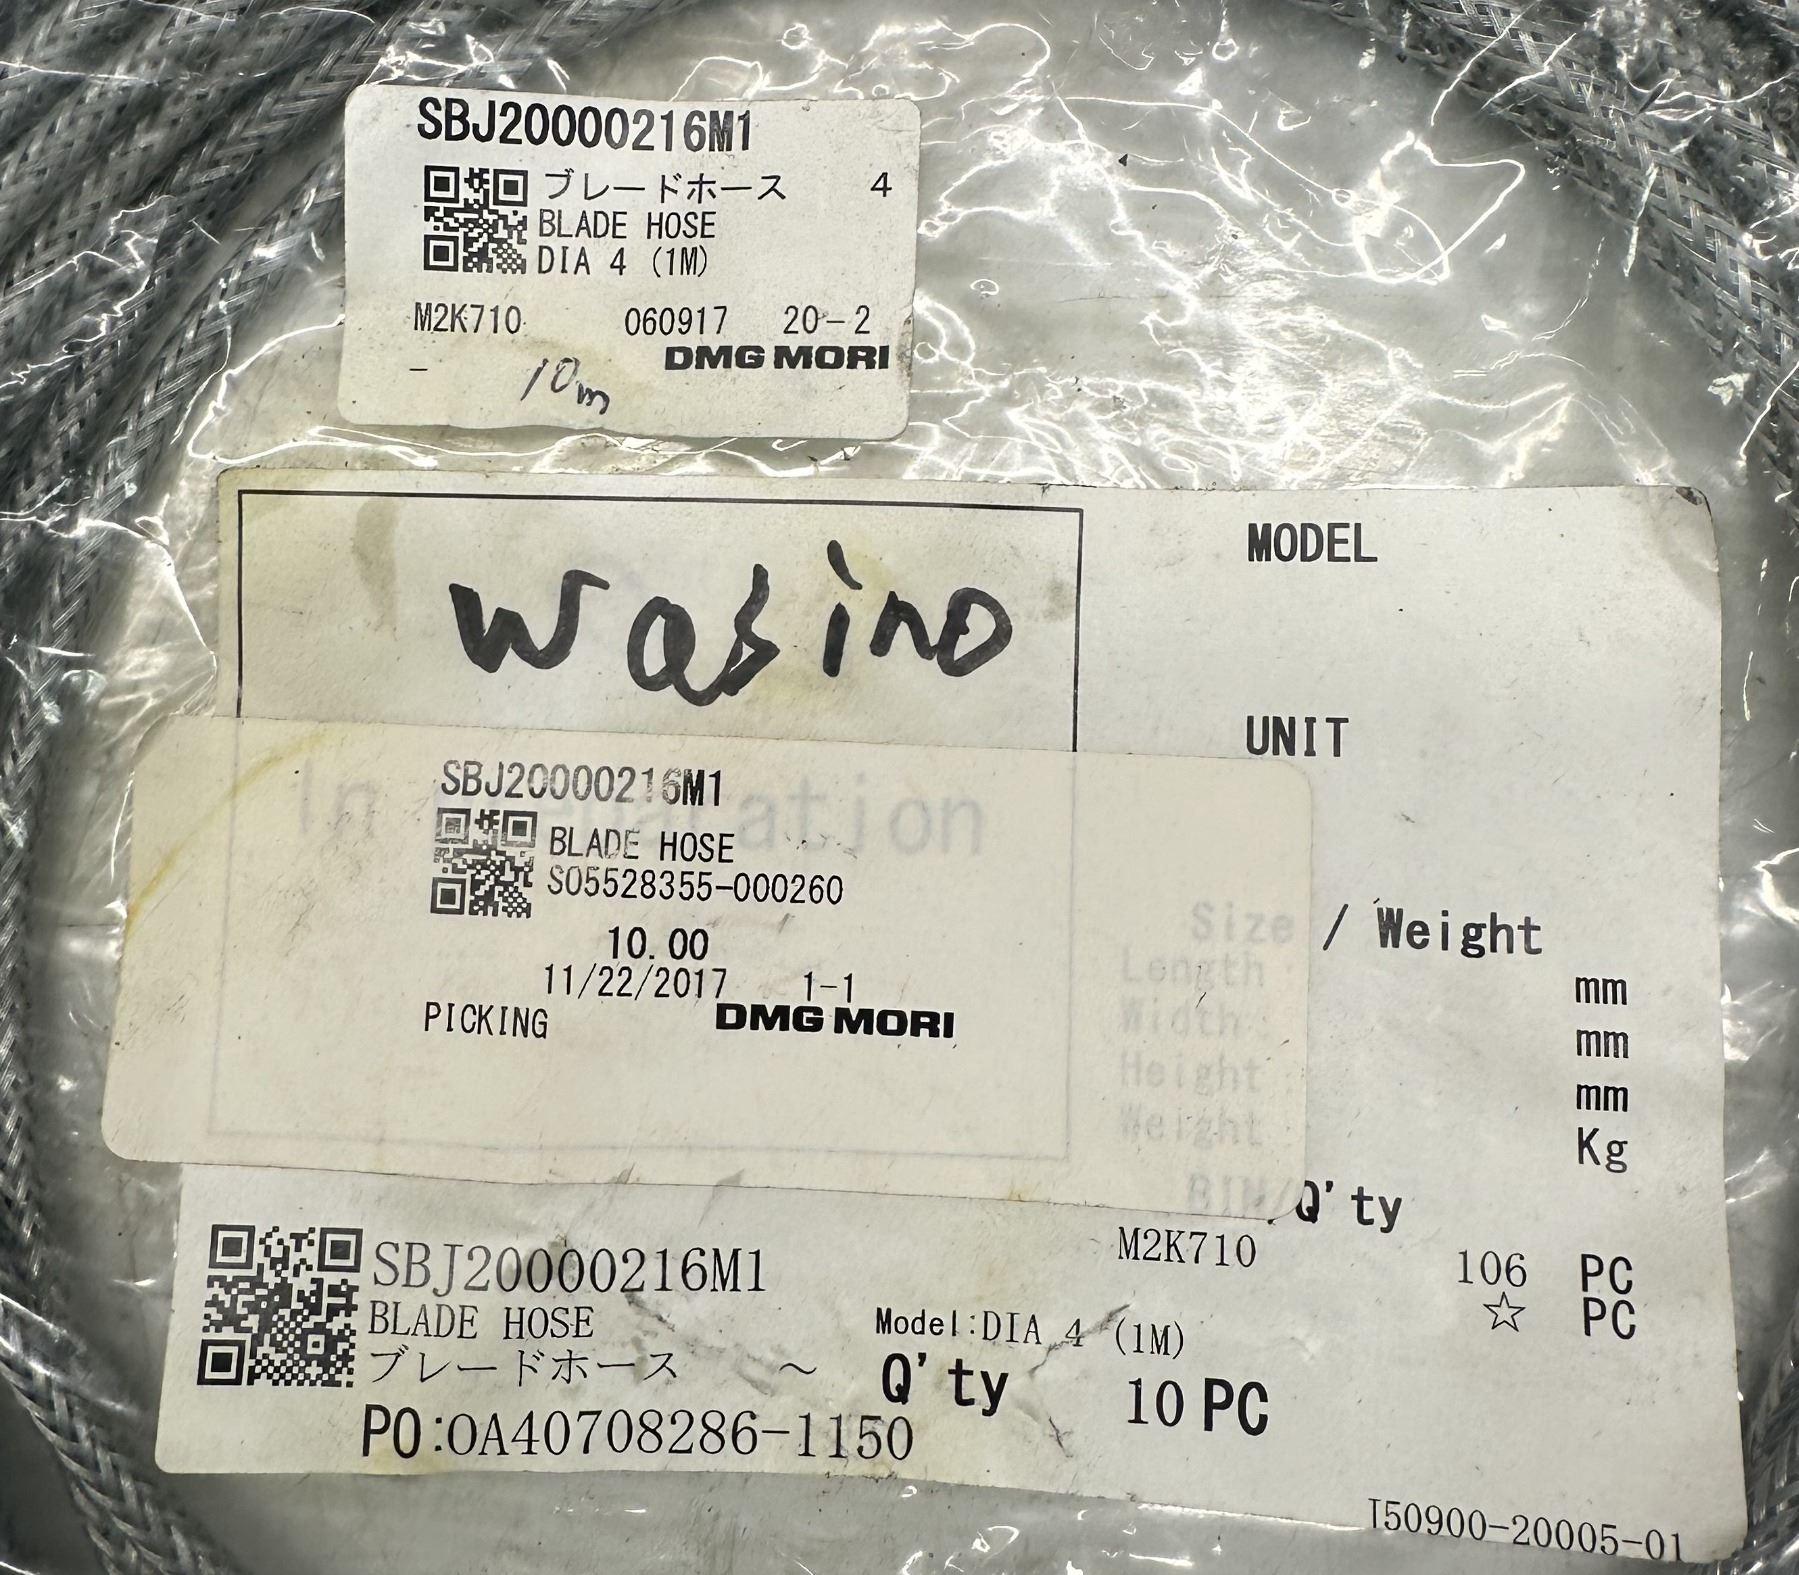 SBJ20000216M1
ブレードホース 4
BLADE HOSE
DIA 4 (1M)
M2K710 060917 20-2
DMG MORI
- 10m
wasino
MODEL
UNIT
In
SBJ20000216M1
BLADE HOSE
S05528355-000260
10.00
11/22/2017 1-1
PICKING DMG MORI
Size / Weight
Length : mm
Width : mm
Height mm
Weight Kg
BIN/Q'ty
M2K710 106 PC
☆ PC
SBJ20000216M1
BLADE HOSE Model:DIA 4 (1M)
ブレードホース ～ Q'ty 10 PC
PO:OA40708286-1150
I50900-20005-01